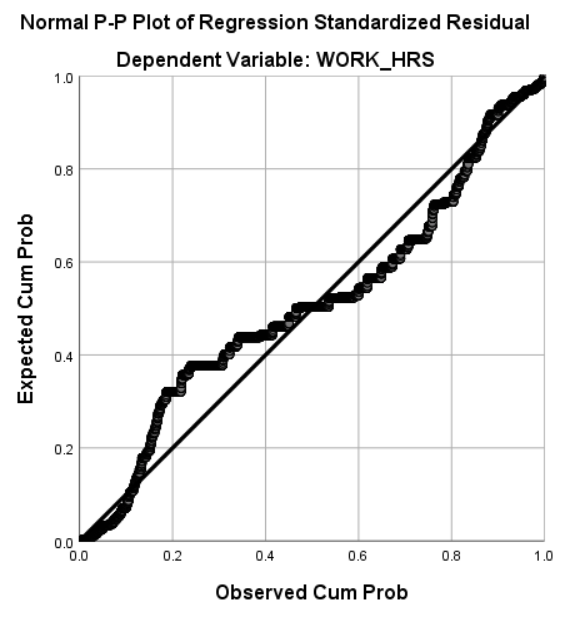 Normal P-P Plot of Regression Standardized Residual
Dependent Variable: WORK_HRS
1.0
0.8
0.6
0.4
0.2
0.0
Expected Cum Prob
0.0 0.2 0.4 0.6 0.8 1.0
Observed Cum Prob